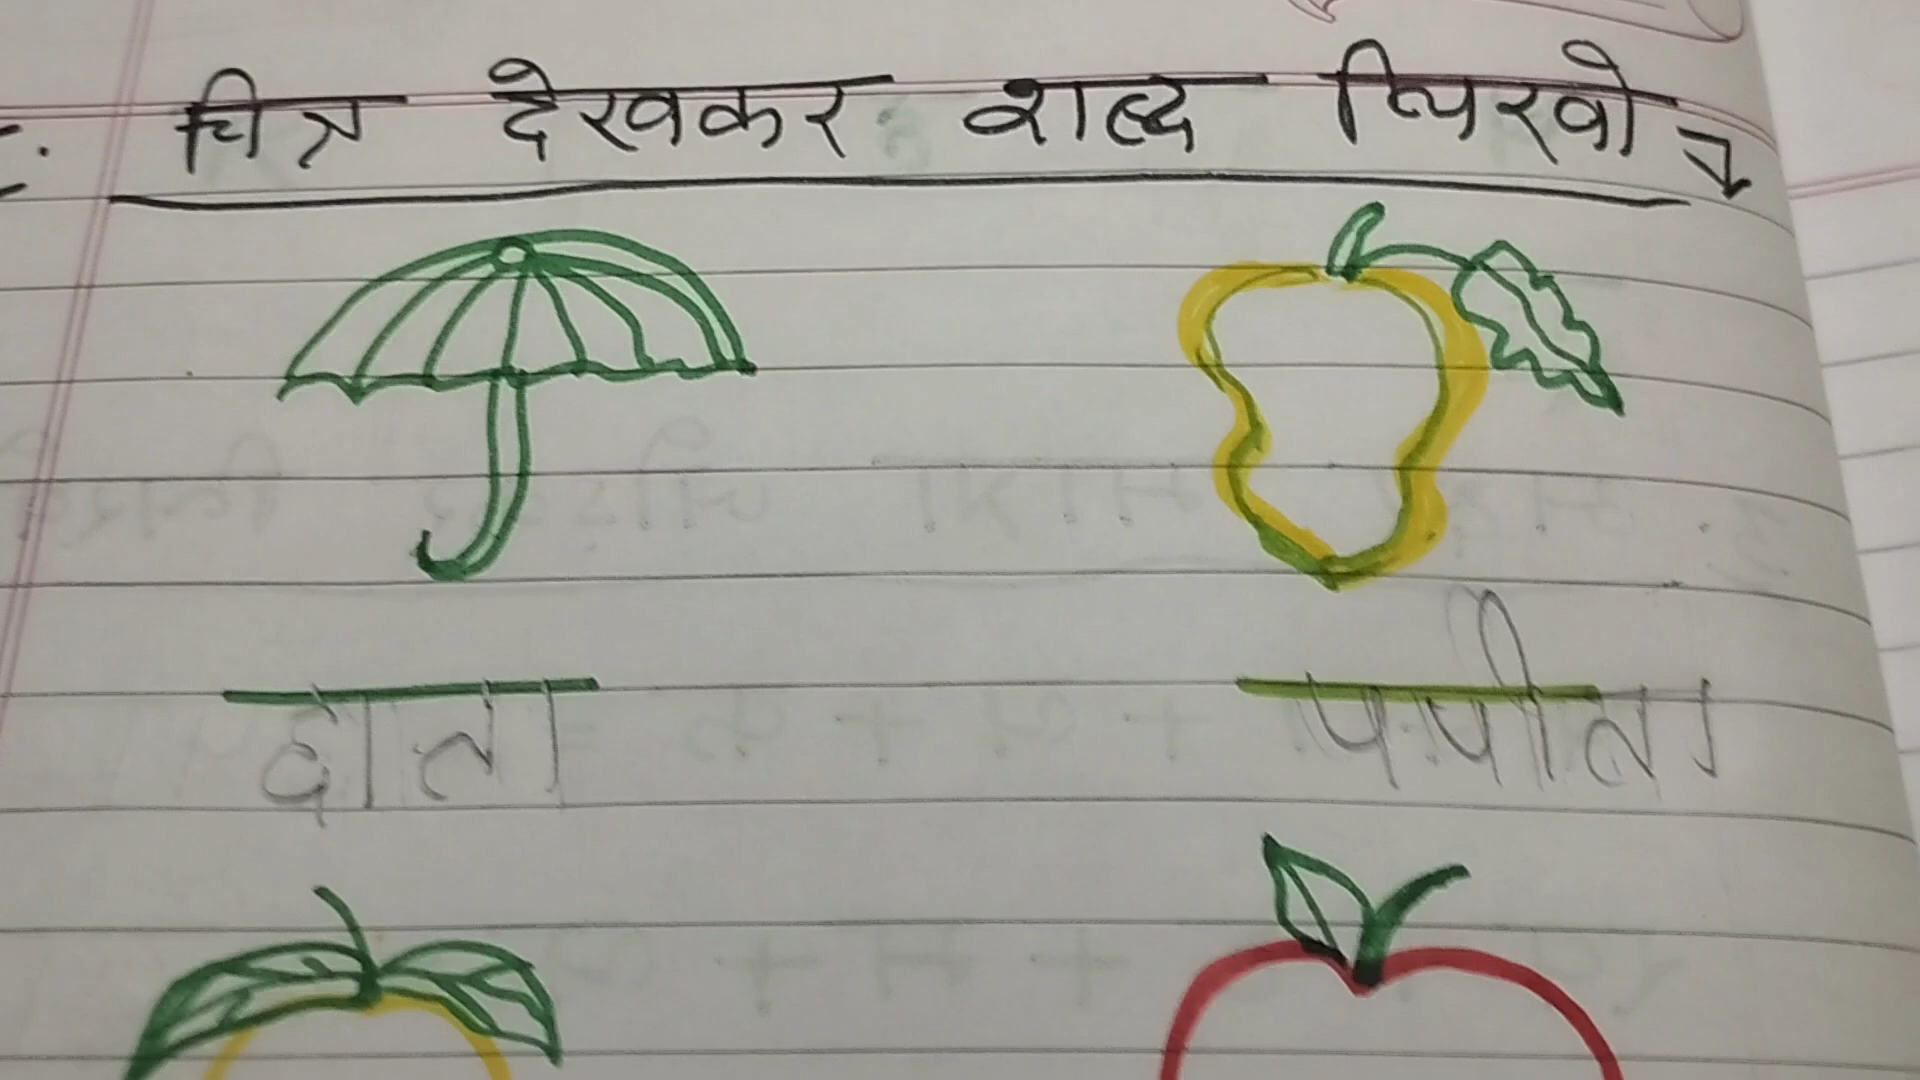 चित्र देखकर शब्द लिखो
छाता पपीता